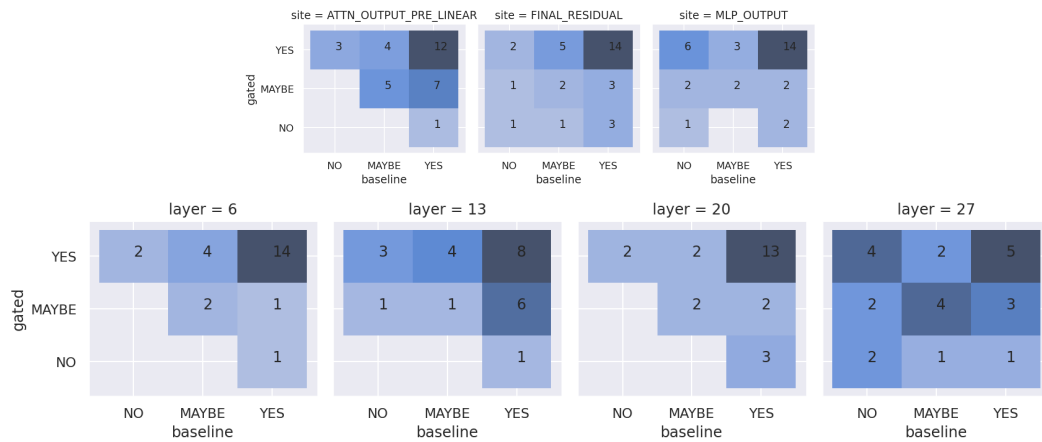 site = ATTN_OUTPUT_PRE_LINEAR site = FINAL_RESIDUAL site = MLP_OUTPUT
YES 3 4 12 2 5 14 6 3 14
gated MAYBE 5 7 1 2 3 2 2 2
NO 1 1 1 3 1 2
NO MAYBE YES NO MAYBE YES NO MAYBE YES
baseline baseline baseline
layer = 6 layer = 13 layer = 20 layer = 27
YES 2 4 14 3 4 8 2 2 13 4 2 5
gated MAYBE 2 1 1 1 6 2 2 2 4 3
NO 1 1 3 2 1 1
NO MAYBE YES NO MAYBE YES NO MAYBE YES NO MAYBE YES
baseline baseline baseline baseline